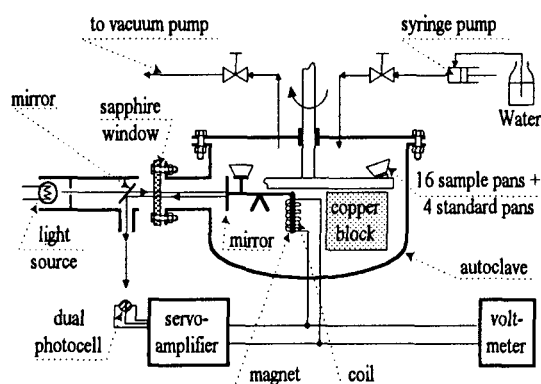 to vacuum pump
syringe pump
mirror
sapphire
window
Water
16 sample pans +
4 standard pans
copper
block
mirror
light
source
autoclave
dual
photocell
servo-
amplifier
volt-
meter
magnet
coil